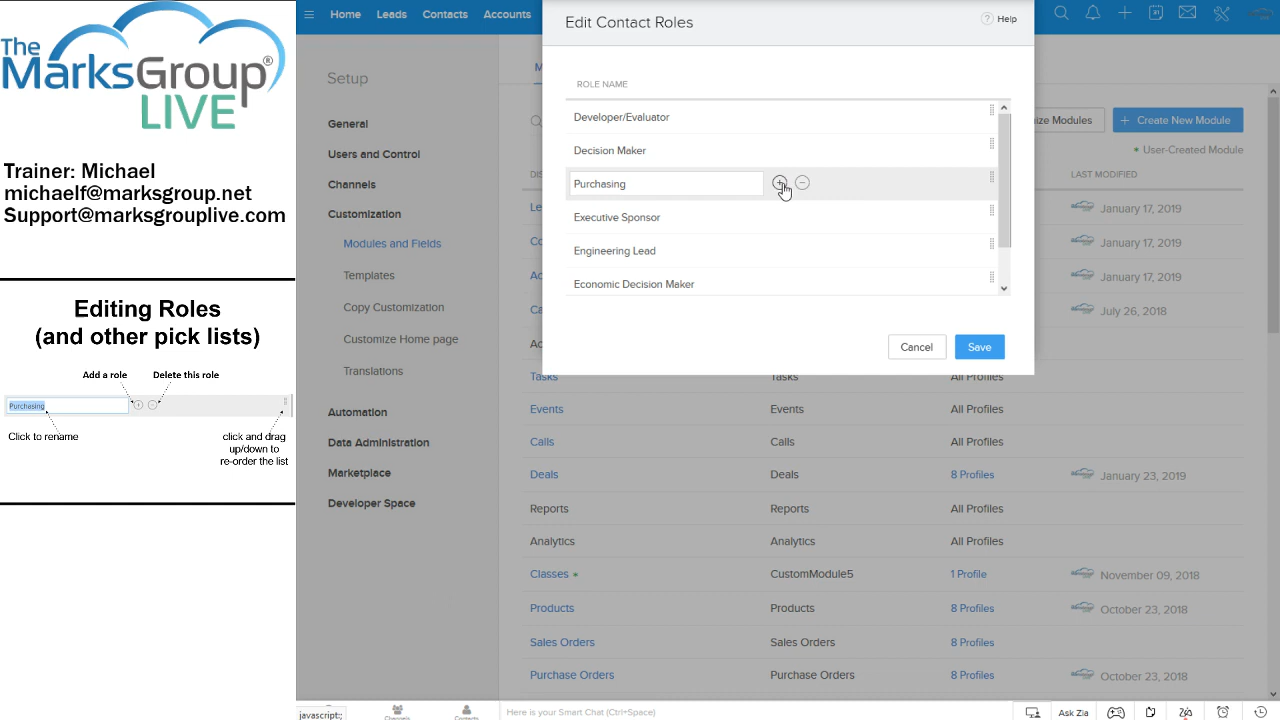 The
MarksGroup®
LIVE
Trainer: Michael
michaelf@marksgroup.net
Support@marksgrouplive.com
Editing Roles
(and other pick lists)
Add a role
Delete this role
Purchasing
Click to rename
click and drag
up/down to
re-order the list
Home
Leads
Contacts
Accounts
Setup
General
Users and Control
Channels
Customization
Modules and Fields
Templates
Copy Customization
Customize Home page
Translations
Automation
Data Administration
Marketplace
Developer Space
Edit Contact Roles
? Help
ROLE NAME
Developer/Evaluator
Decision Maker
Purchasing
Executive Sponsor
Engineering Lead
Economic Decision Maker
Cancel
Save
ize Modules
+ Create New Module
User-Created Module
LAST MODIFIED
January 17, 2019
January 17, 2019
January 17, 2019
July 26, 2018
Tasks Tasks All Profiles
Events Events All Profiles
Calls Calls All Profiles
Deals Deals 8 Profiles January 23, 2019
Reports Reports All Profiles
Analytics Analytics All Profiles
Classes CustomModule5 1 Profile November 09, 2018
Products Products 8 Profiles October 23, 2018
Sales Orders Sales Orders 8 Profiles
Purchase Orders Purchase Orders 8 Profiles October 23, 2018
javascript:;
Channels
Contacts
Here is your Smart Chat (Ctrl+Space)
Ask Zia